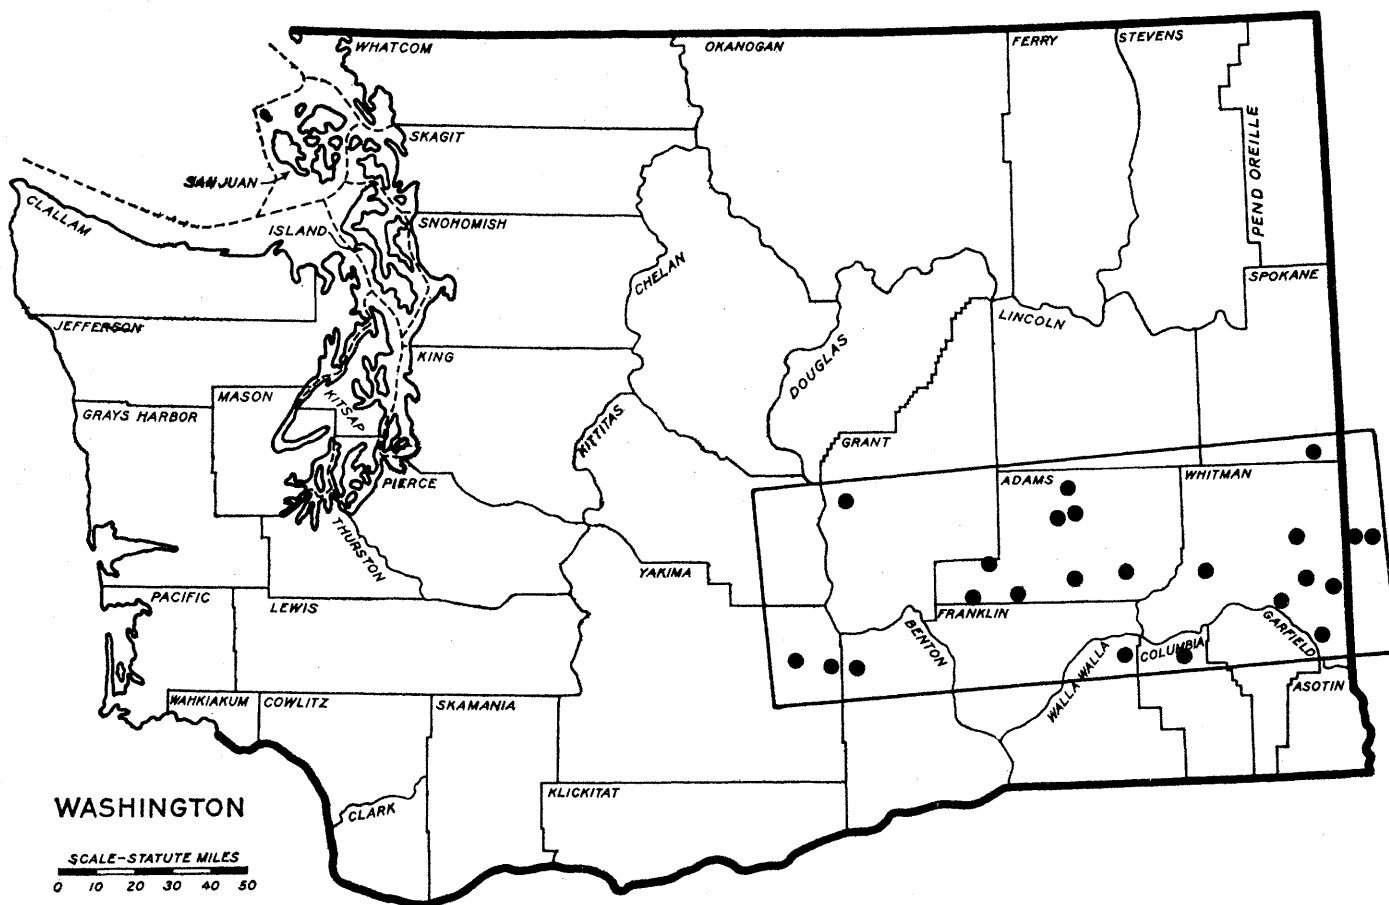 WHATCOM
OKANOGAN
FERRY
STEVENS
PEND OREILLE
SKAGIT
SAN JUAN
CLALLAM
ISLAND
SNOHOMISH
CHELAN
SPOKANE
JEFFERSON
KING
DOUGLAS
LINCOLN
MASON
KITSAP
GRAYS HARBOR
KITTITAS
GRANT
PIERCE
ADAMS
WHITMAN
THURSTON
YAKIMA
PACIFIC
LEWIS
FRANKLIN
BENTON
GARFIELD
WALLA WALLA
COLUMBIA
ASOTIN
WAHKIAKUM
COWLITZ
SKAMANIA
KLICKITAT
CLARK
WASHINGTON
SCALE-STATUTE MILES
0 10 20 30 40 50